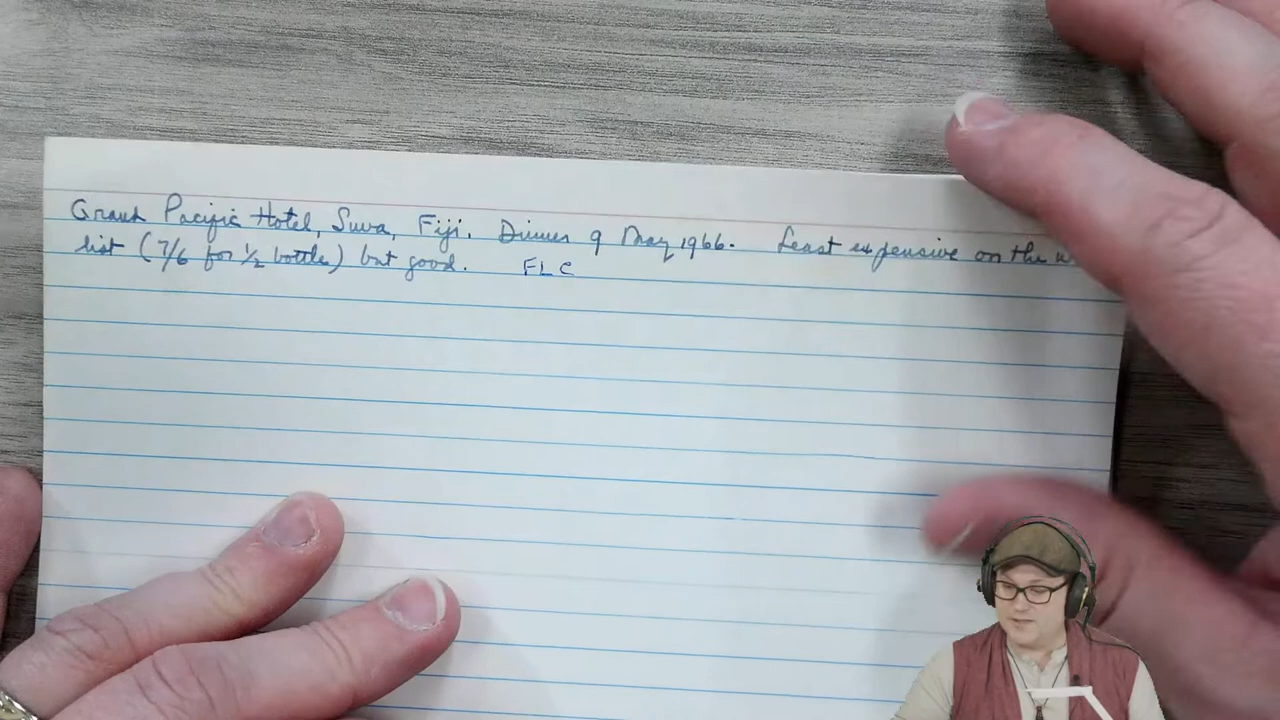 Grand Pacific Hotel, Suva, Fiji. Dinner 9 May 1966. Least expensive on the
list (7/6 for 1/2 bottle) but good. FLC